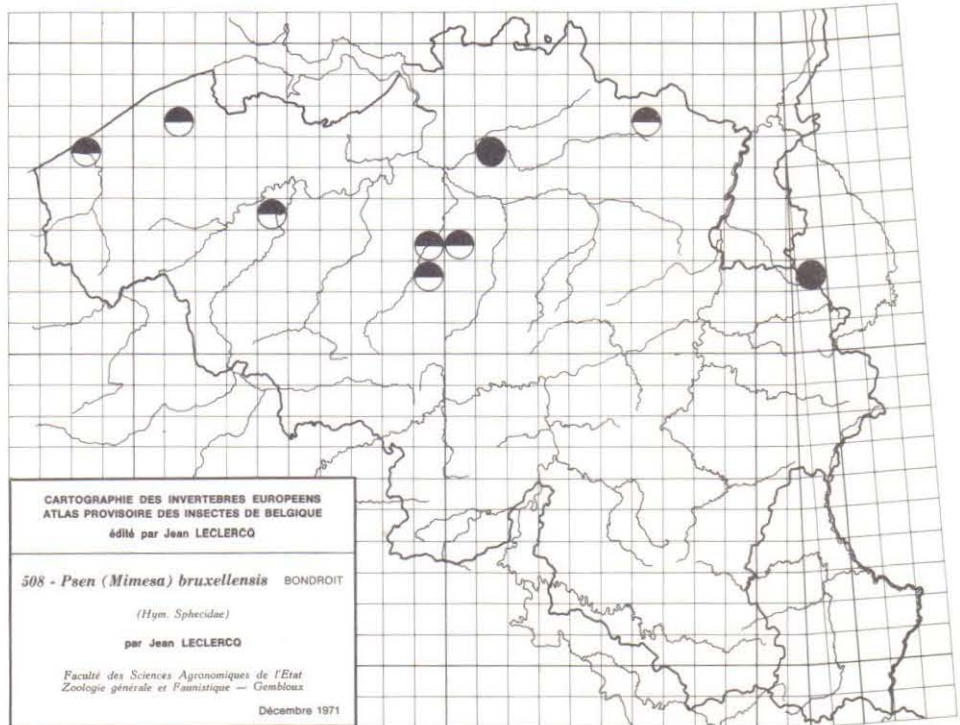 CARTOGRAPHIE DES INVERTEBRES EUROPEENS
ATLAS PROVISOIRE DES INSECTES DE BELGIQUE
édité par Jean LECLERCQ
508 - Psen (Mimesa) bruxellensis BONDROIT
(Hym. Sphecidae)
par Jean LECLERCQ
Faculté des Sciences Agronomiques de l'Etat
Zoologie générale et Faunistique — Gembloux
Décembre 1971